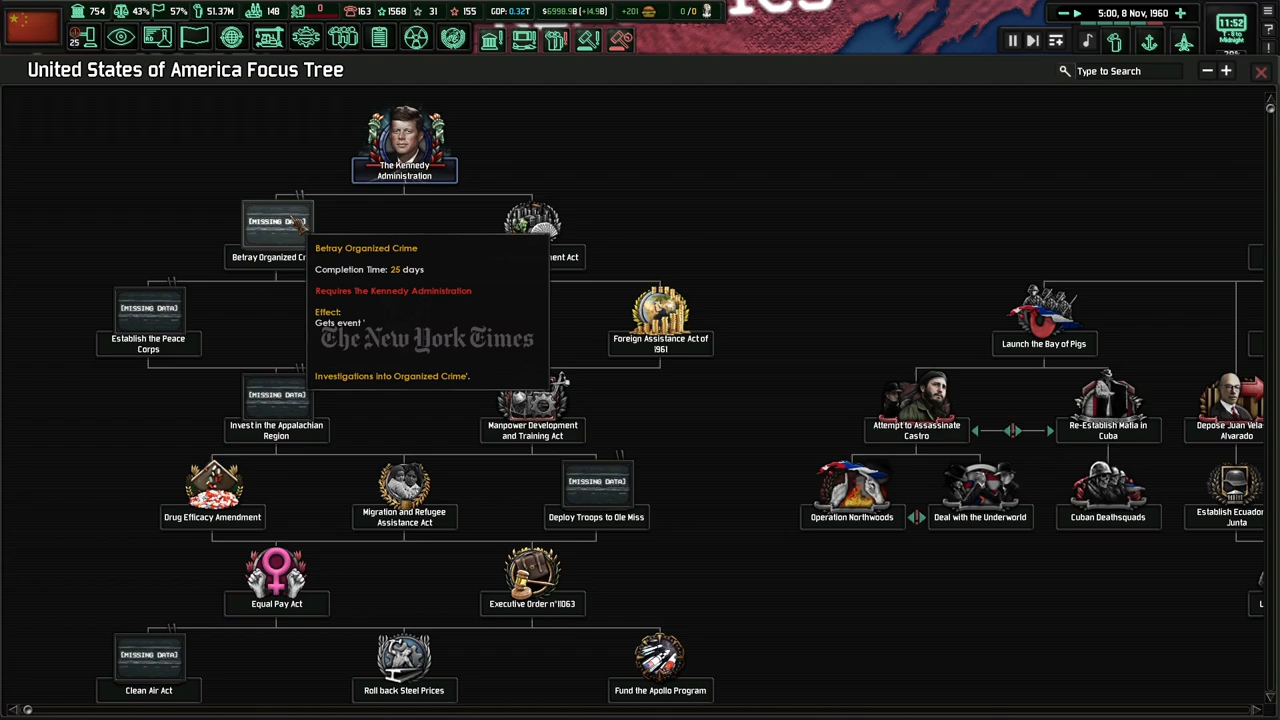 754 43% 57% 51.37M 148 0 163 1568 31 155 GDP: 0.32T $6998.9B (+14.9B) +201 0/0
5:00, 8 Nov, 1960
25
11:52
T - 8 to
Midnight
United States of America Focus Tree
Type to Search
The Kennedy
Administration
[MISSING DATA]
Betray Organized Cr
ent Act
Betray Organized Crime
Completion Time: 25 days
Requires The Kennedy Administration
Effect:
Gets event '
The New York Times
Investigations into Organized Crime'.
[MISSING DATA]
Establish the Peace
Corps
Foreign Assistance Act of
1961
Launch the Bay of Pigs
[MISSING DATA]
Invest in the Appalachian
Region
Manpower Development
and Training Act
Attempt to Assassinate
Castro
Re-Establish Mafia in
Cuba
Depose Juan Vela
Alvarado
Drug Efficacy Amendment
Migration and Refugee
Assistance Act
[MISSING DATA]
Deploy Troops to Ole Miss
Operation Northwoods
Deal with the Underworld
Cuban Deathsquads
Establish Ecuador
Junta
Equal Pay Act
Executive Order n°11063
[MISSING DATA]
Clean Air Act
Roll back Steel Prices
Fund the Apollo Program